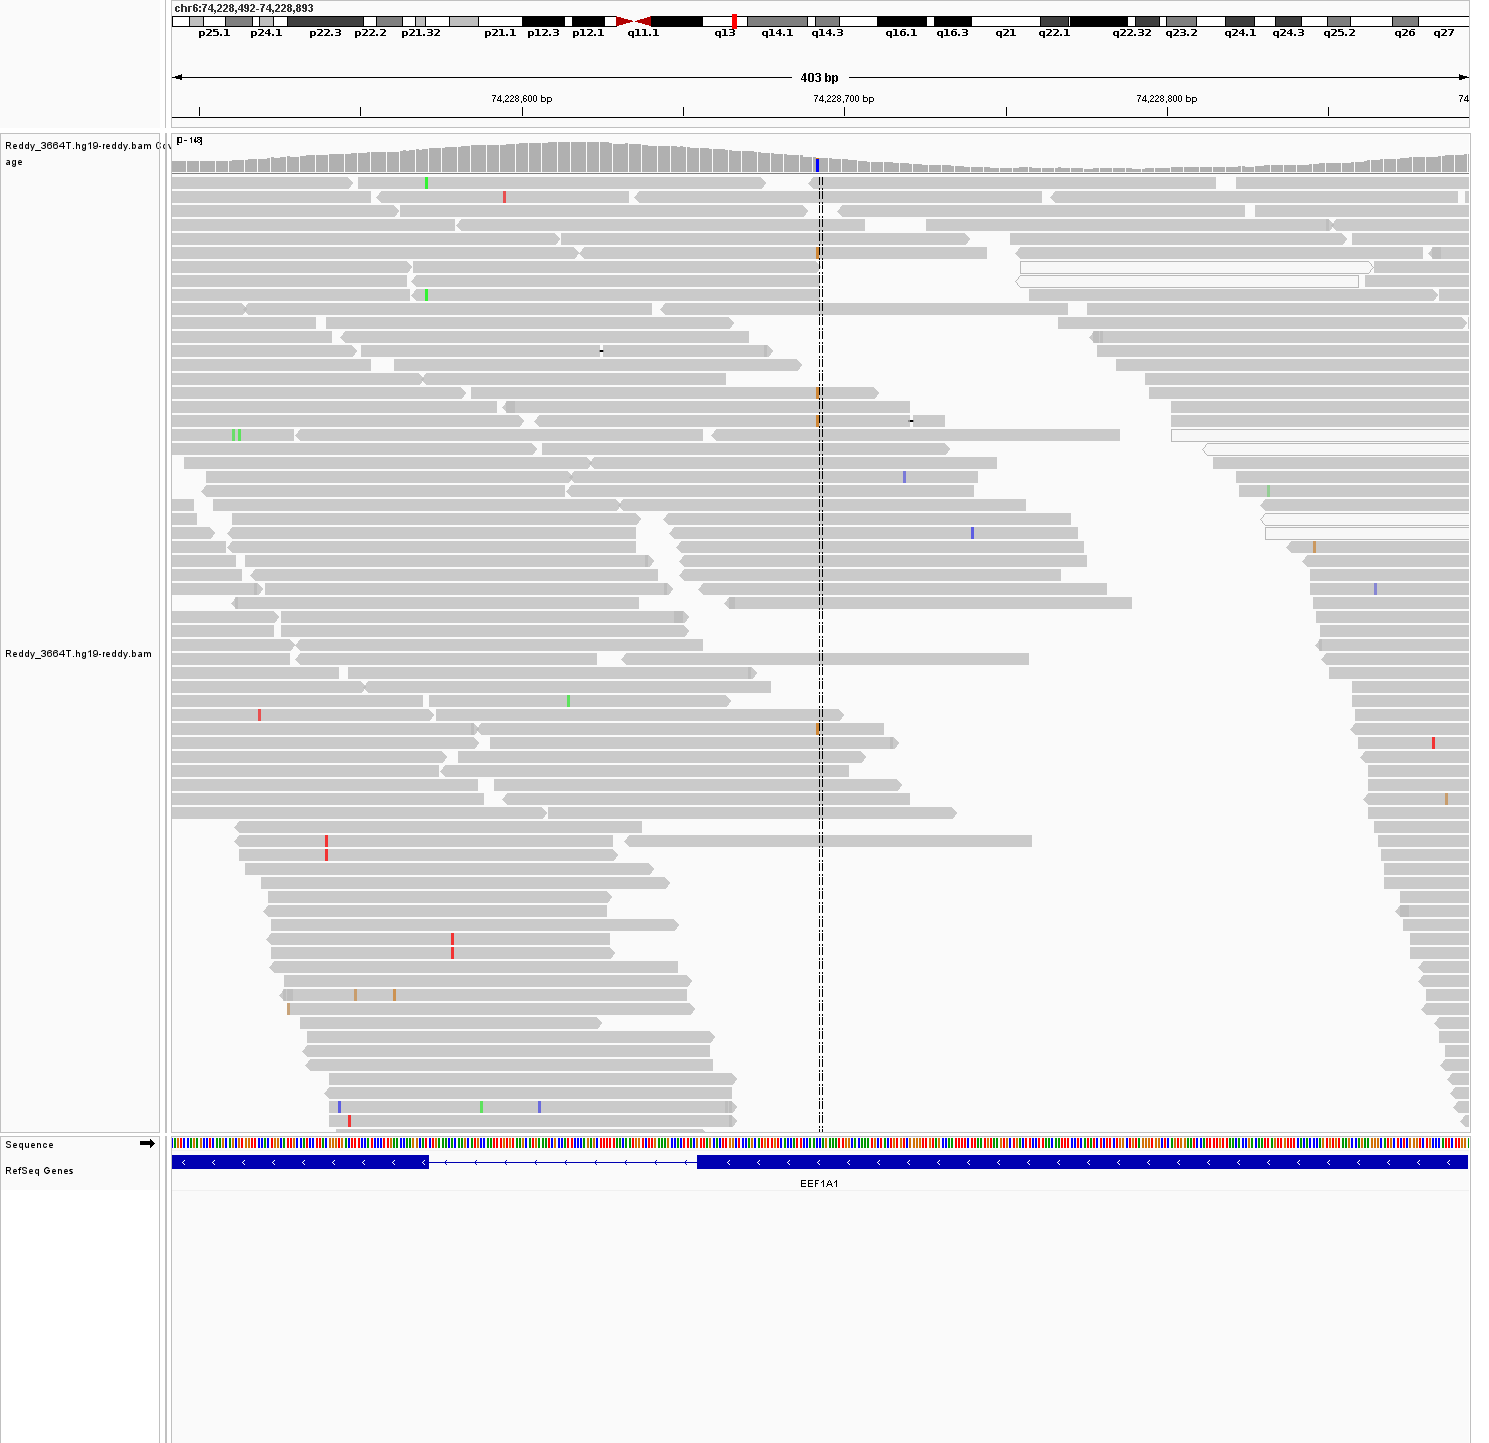 chr6:74,228,492-74,228,893
p25.1 p24.1 p22.3 p22.2 p21.32 p21.1 p12.3 p12.1 q11.1 q13 q14.1 q14.3 q16.1 q16.3 q21 q22.1 q22.32 q23.2 q24.1 q24.3 q25.2 q26 q27
403 bp
74,228,600 bp 74,228,700 bp 74,228,800 bp 74
[0 - 148]
Reddy_3664T.hg19-reddy.bam Cov
age
Reddy_3664T.hg19-reddy.bam
Sequence
RefSeq Genes
EEF1A1